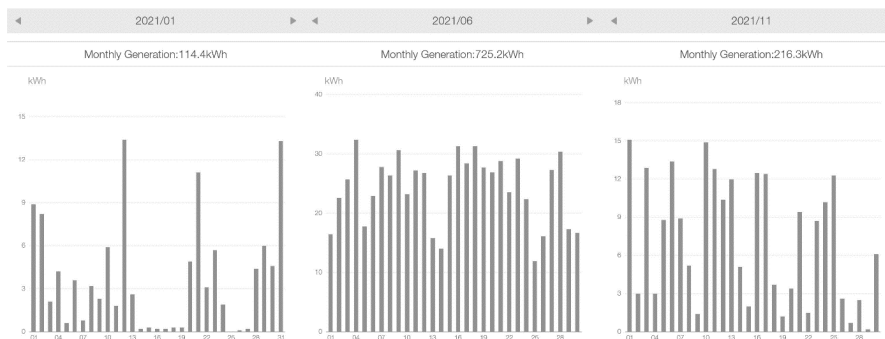 2021/01
2021/06
2021/11
Monthly Generation:114.4kWh
Monthly Generation:725.2kWh
Monthly Generation:216.3kWh
kWh
15
12
9
6
3
0
01 04 07 10 13 16 19 22 25 28 31
kWh
40
30
20
10
0
01 04 07 10 13 16 19 22 25 28
kWh
18
15
12
9
6
3
0
01 04 07 10 13 16 19 22 25 28